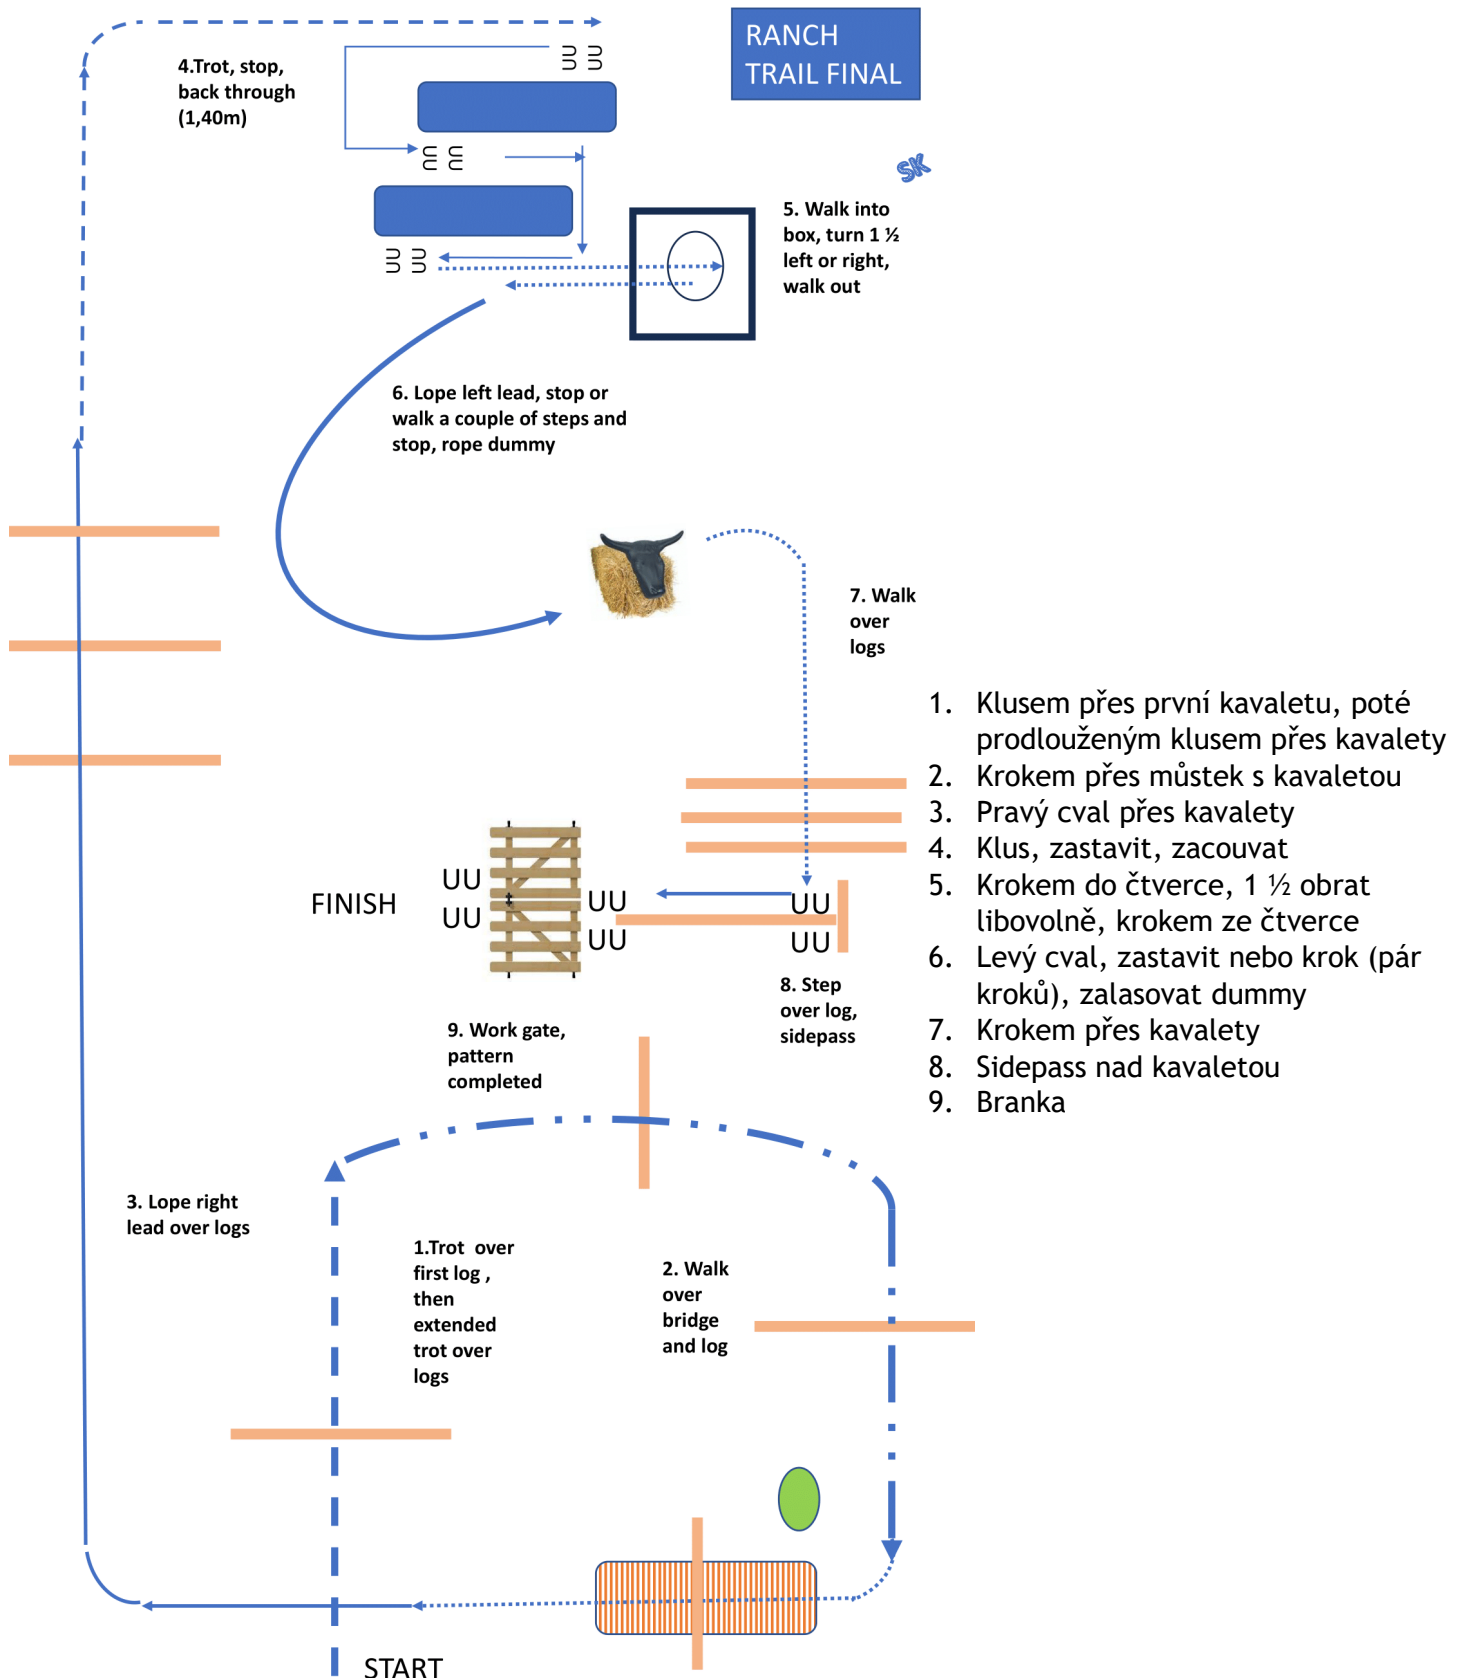 RANCH
TRAIL FINAL
4.Trot, stop,
back through
(1,40m)
SK
5. Walk into
box, turn 1 ½
left or right,
walk out
6. Lope left lead, stop or
walk a couple of steps and
stop, rope dummy
7. Walk
over
logs
1. Klusem přes první kavaletu, poté
prodlouženým klusem přes kavalety
2. Krokem přes můstek s kavaletou
3. Pravý cval přes kavalety
4. Klus, zastavit, zacouvat
5. Krokem do čtverce, 1 ½ obrat
libovolně, krokem ze čtverce
6. Levý cval, zastavit nebo krok (pár
kroků), zalasovat dummy
7. Krokem přes kavalety
8. Sidepass nad kavaletou
9. Branka
FINISH
8. Step
over log,
sidepass
9. Work gate,
pattern
completed
3. Lope right
lead over logs
1.Trot over
first log ,
then
extended
trot over
logs
2. Walk
over
bridge
and log
START